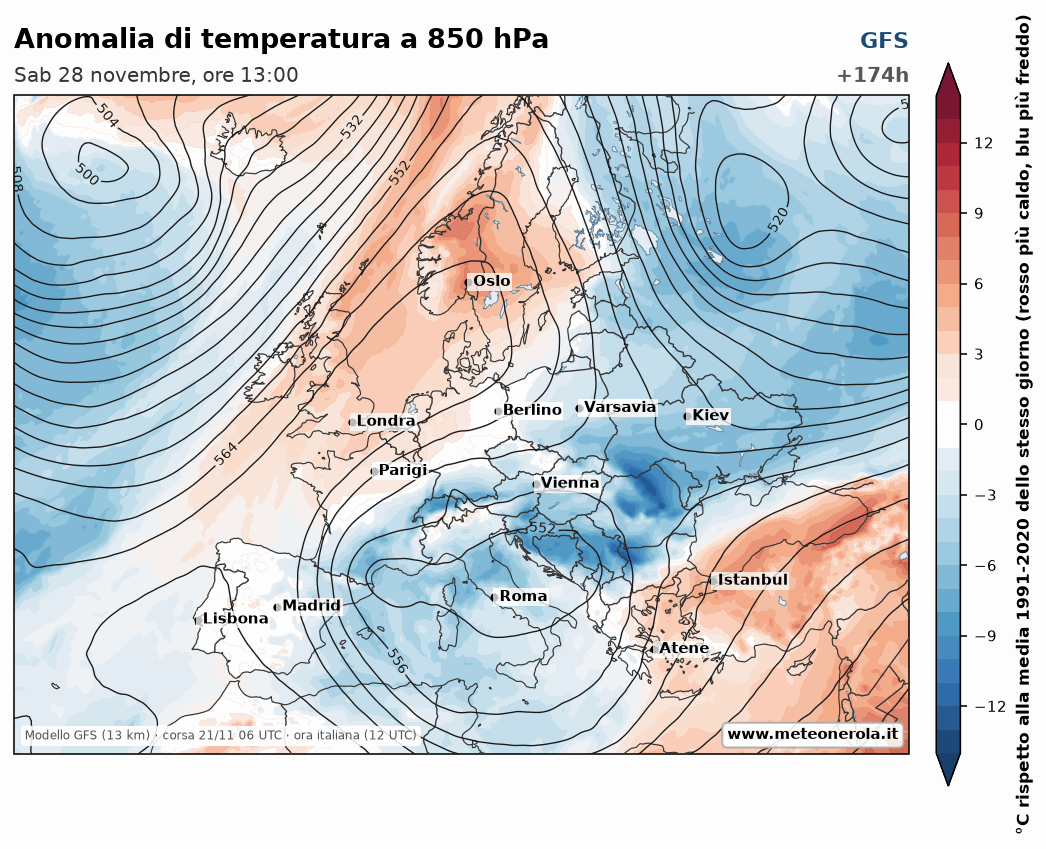 Anomalia di temperatura a 850 hPa
GFS
Sab 28 novembre, ore 13:00
+174h
504
500
508
532
552
520
5
Oslo
Londra
Berlino
Varsavia
Kiev
564
Parigi
Vienna
552
Istanbul
Roma
Madrid
Lisbona
556
Atene
Modello GFS (13 km) · corsa 21/11 06 UTC · ora italiana (12 UTC)
www.meteonerola.it
12
9
6
3
0
−3
−6
−9
−12
°C rispetto alla media 1991-2020 dello stesso giorno (rosso più caldo, blu più freddo)